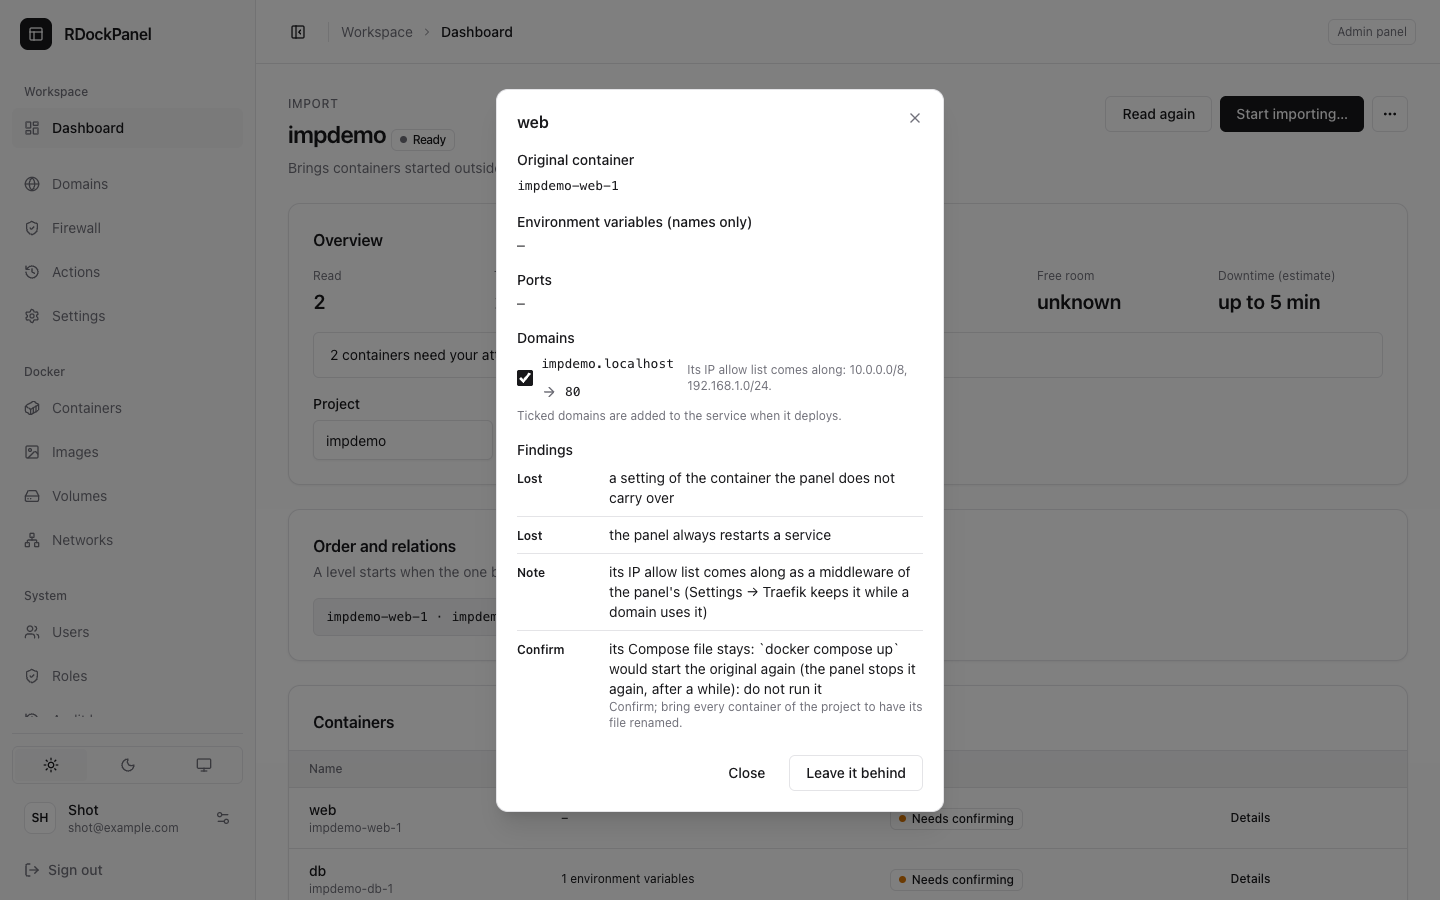 RDockPanel
Workspace
Dashboard
Domains
Firewall
Actions
Settings
Docker
Containers
Images
Volumes
Networks
System
Users
Roles
SH
Shot
shot@example.com
Sign out
Workspace > Dashboard
Admin panel
IMPORT
impdemo
Ready
Brings containers started outside
Read again
Start importing...
Overview
Read
2
Free room
unknown
Downtime (estimate)
up to 5 min
2 containers need your
Project
impdemo
Order and relations
A level starts when the one
impdemo-web-1 ·
Containers
Name
web
impdemo-web-1
–
Needs confirming
Details
db
impdemo-db-1
1 environment variables
Needs confirming
Details
web
Original container
impdemo-web-1
Environment variables (names only)
–
Ports
–
Domains
impdemo.localhost
→ 80
Its IP allow list comes along: 10.0.0.0/8,
192.168.1.0/24.
Ticked domains are added to the service when it deploys.
Findings
Lost
a setting of the container the panel does not
carry over
Lost
the panel always restarts a service
Note
its IP allow list comes along as a middleware of
the panel's (Settings → Traefik keeps it while a
domain uses it)
Confirm
its Compose file stays: `docker compose up`
would start the original again (the panel stops it
again, after a while): do not run it
Confirm; bring every container of the project to have its
file renamed.
Close
Leave it behind